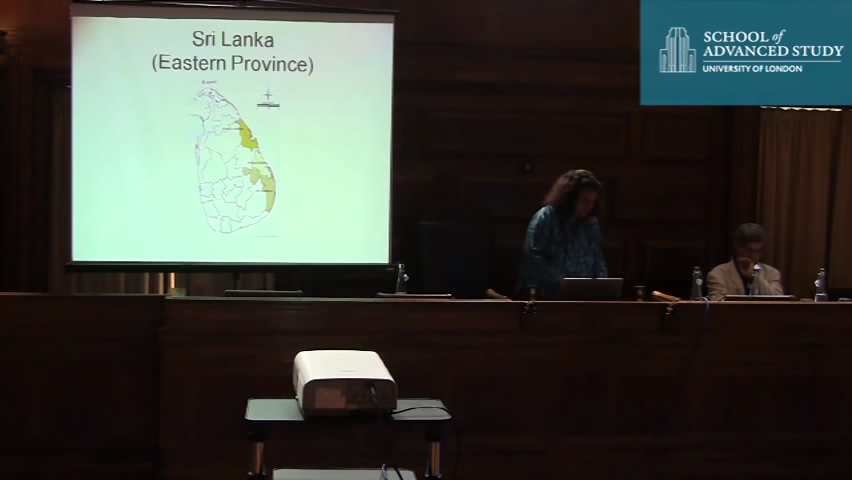 Sri Lanka
(Eastern Province)
SCHOOL of
ADVANCED STUDY
UNIVERSITY OF LONDON